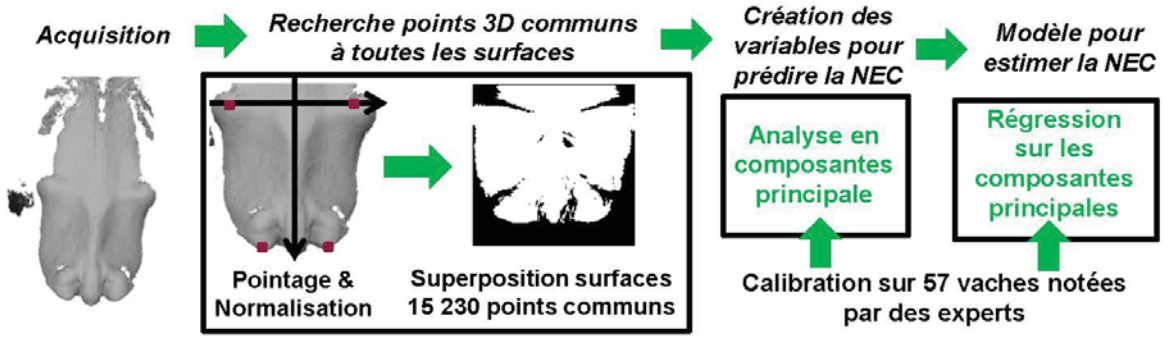 Acquisition
Recherche points 3D communs
à toutes les surfaces
Création des
variables pour
prédire la NEC
Modèle pour
estimer la NEC
Pointage &
Normalisation
Superposition surfaces
15 230 points communs
Analyse en
composantes
principale
Régression
sur les
composantes
principales
Calibration sur 57 vaches notées
par des experts